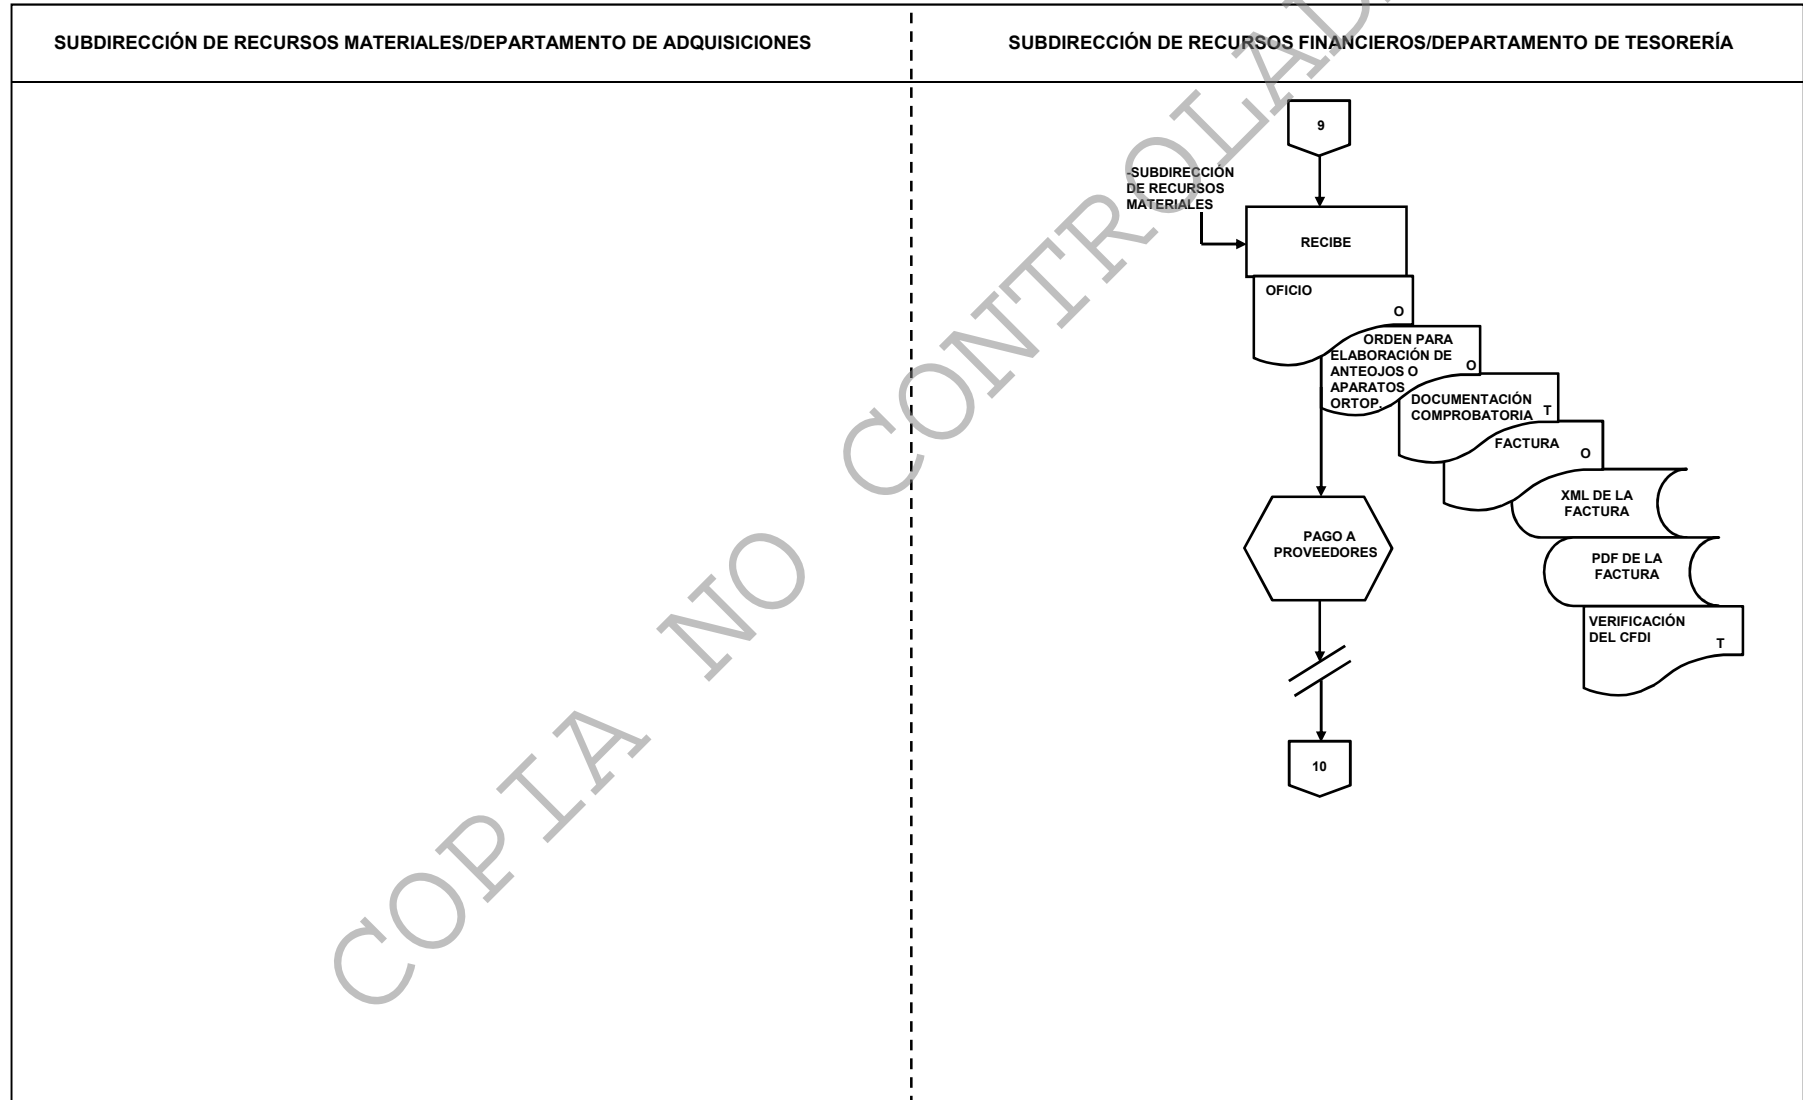 SUBDIRECCIÓN DE RECURSOS MATERIALES/DEPARTAMENTO DE ADQUISICIONES
SUBDIRECCIÓN DE RECURSOS FINANCIEROS/DEPARTAMENTO DE TESORERÍA
9
-SUBDIRECCIÓN
DE RECURSOS
MATERIALES
RECIBE
OFICIO
O
ORDEN PARA
ELABORACIÓN DE
ANTEOJOS O
APARATOS
ORTOP.
O
DOCUMENTACIÓN
COMPROBATORIA
T
FACTURA
O
XML DE LA
FACTURA
PDF DE LA
FACTURA
VERIFICACIÓN
DEL CFDI
T
PAGO A
PROVEEDORES
10
COPIA NO CONTROLAD